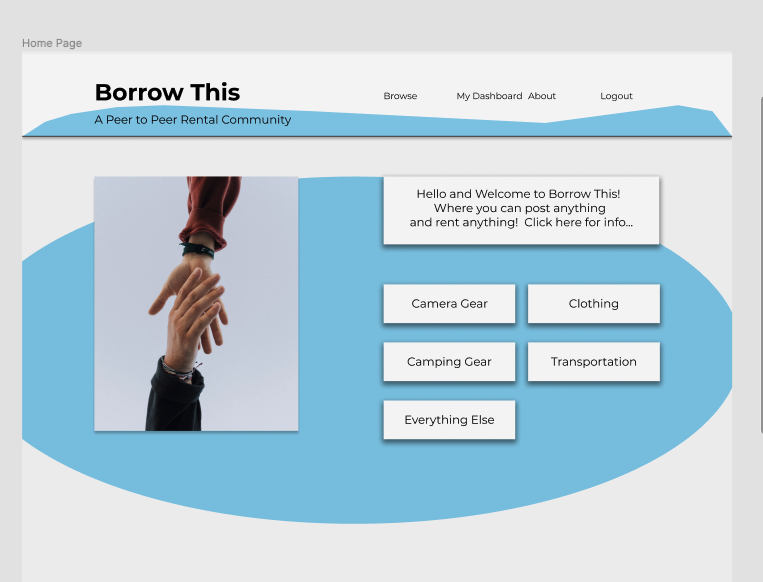 Home Page
Borrow This
Browse My Dashboard About Logout
A Peer to Peer Rental Community
Hello and Welcome to Borrow This!
Where you can post anything
and rent anything! Click here for info...
Camera Gear Clothing
Camping Gear Transportation
Everything Else